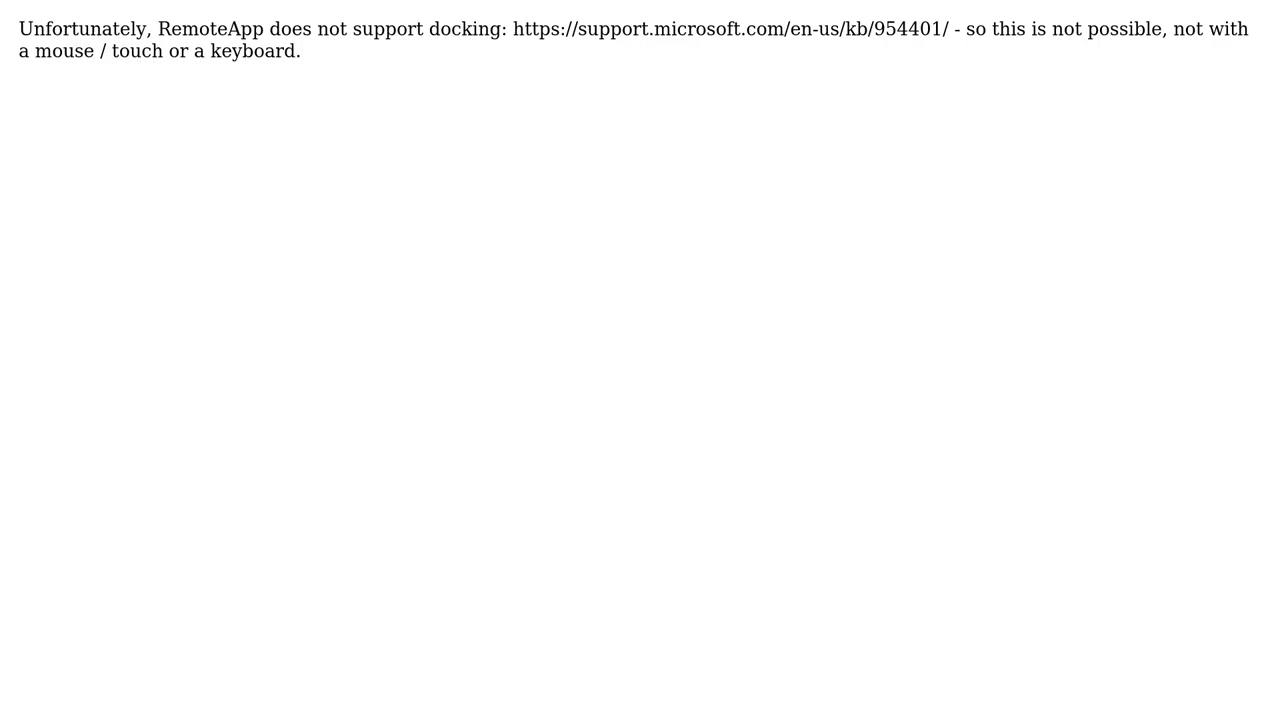 Unfortunately, RemoteApp does not support docking: https://support.microsoft.com/en-us/kb/954401/ - so this is not possible, not with
a mouse / touch or a keyboard.